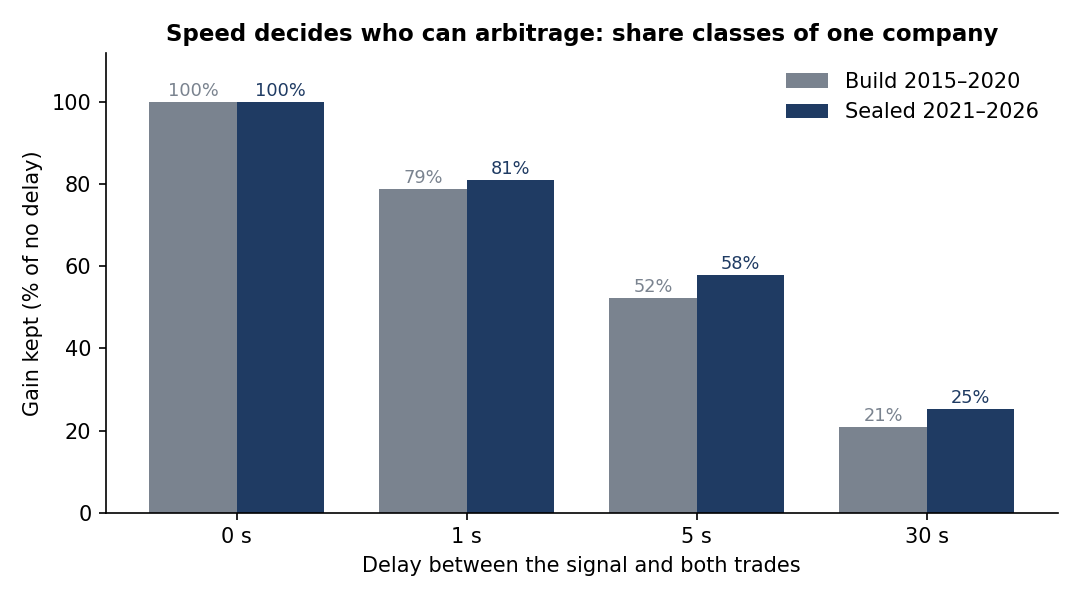 Speed decides who can arbitrage: share classes of one company
Build 2015–2020
Sealed 2021–2026
Gain kept (% of no delay)
100
80
60
40
20
0
100%
100%
79%
81%
52%
58%
21%
25%
0 s
1 s
5 s
30 s
Delay between the signal and both trades